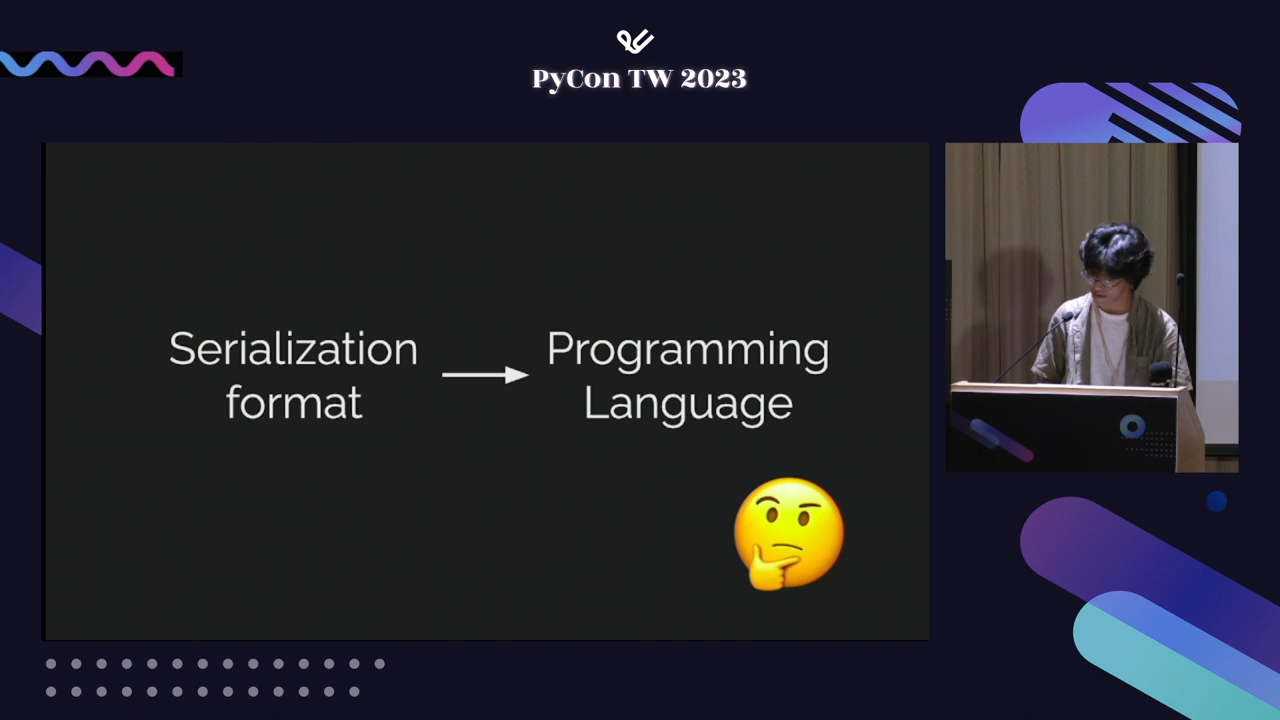 PyCon TW 2023
Serialization
format
Programming
Language